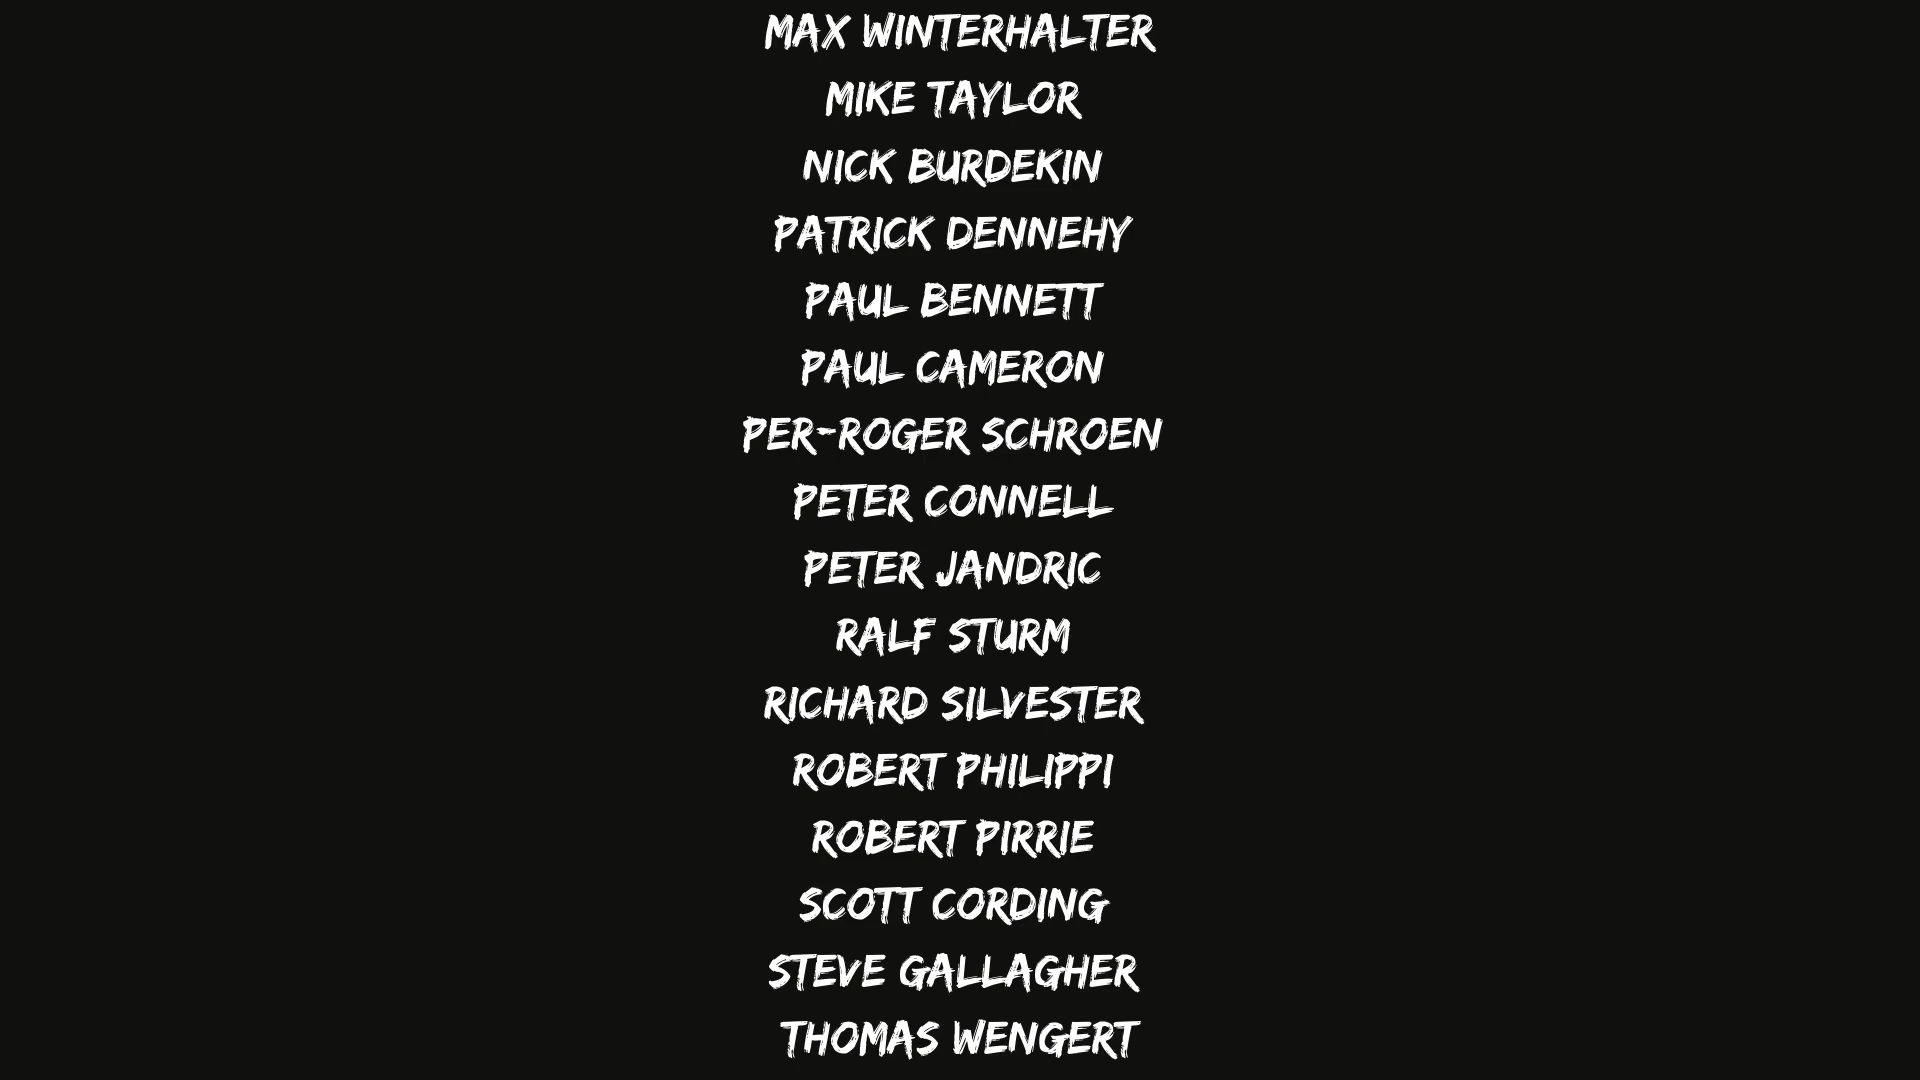 MAX WINTERHALTER
MIKE TAYLOR
NICK BURDEKIN
PATRICK DENNEHY
PAUL BENNETT
PAUL CAMERON
PER-ROGER SCHROEN
PETER CONNELL
PETER JANDRIC
RALF STURM
RICHARD SILVESTER
ROBERT PHILIPPI
ROBERT PIRRIE
SCOTT CORDING
STEVE GALLAGHER
THOMAS WENGERT